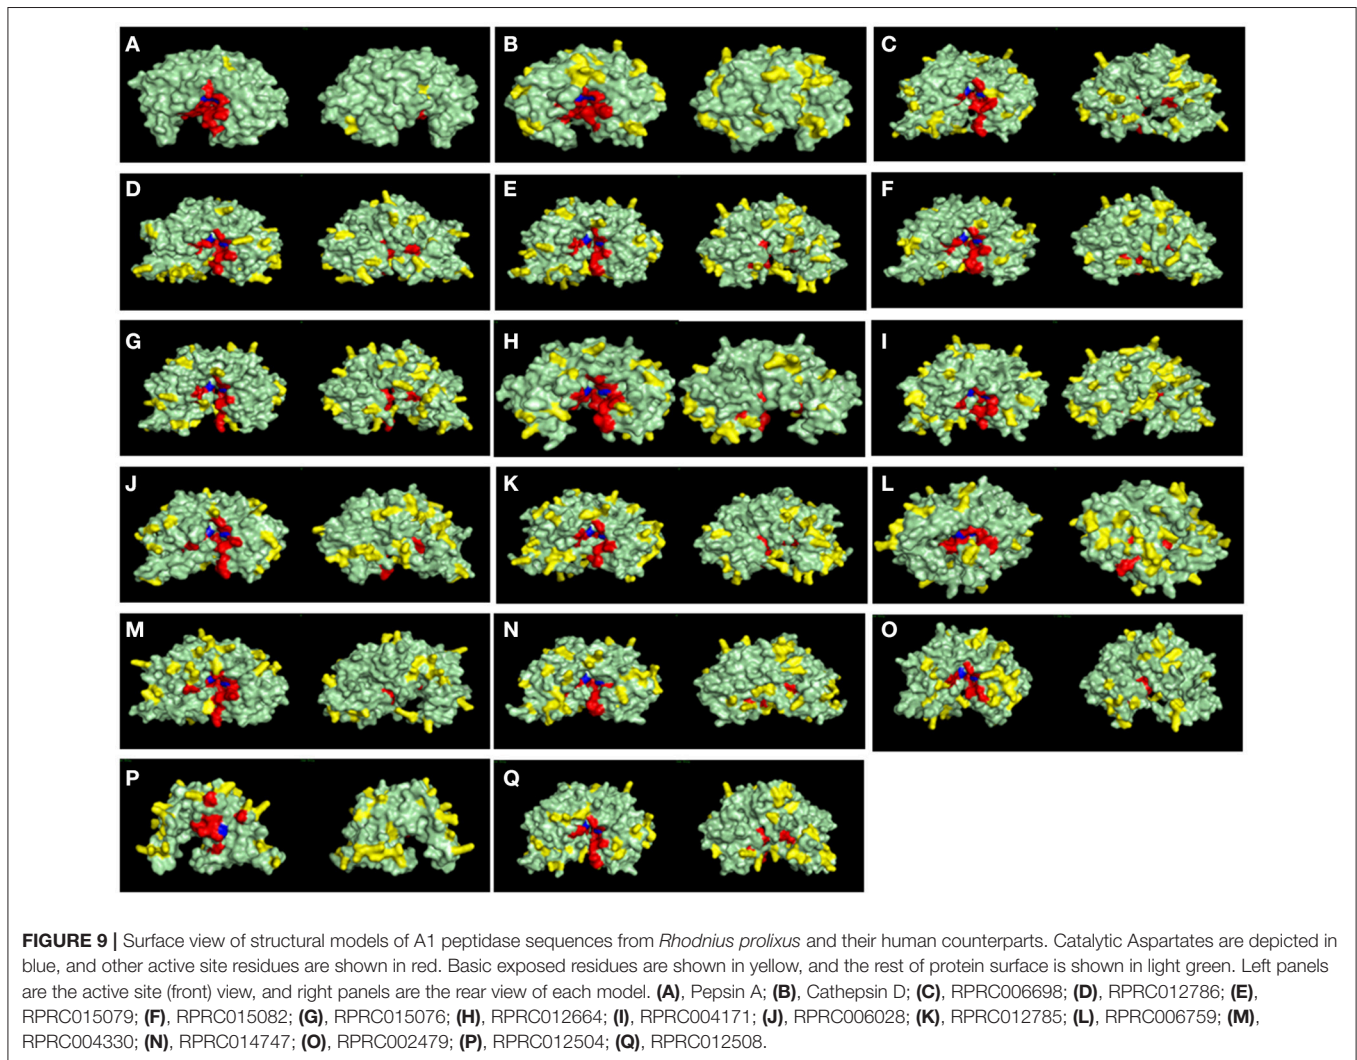 A
B
C
D
E
F
G
H
I
J
K
L
M
N
O
P
Q
FIGURE 9 | Surface view of structural models of A1 peptidase sequences from Rhodnius prolixus and their human counterparts. Catalytic Aspartates are depicted in
blue, and other active site residues are shown in red. Basic exposed residues are shown in yellow, and the rest of protein surface is shown in light green. Left panels
are the active site (front) view, and right panels are the rear view of each model. (A), Pepsin A; (B), Cathepsin D; (C), RPRC006698; (D), RPRC012786; (E),
RPRC015079; (F), RPRC015082; (G), RPRC015076; (H), RPRC012664; (I), RPRC004171; (J), RPRC006028; (K), RPRC012785; (L), RPRC006759; (M),
RPRC004330; (N), RPRC014747; (O), RPRC002479; (P), RPRC012504; (Q), RPRC012508.